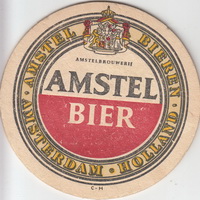 AMSTEL BIEREN
AMSTELBROUWERIJ
AMSTEL
BIER
AMSTERDAM · HOLLAND
C-H